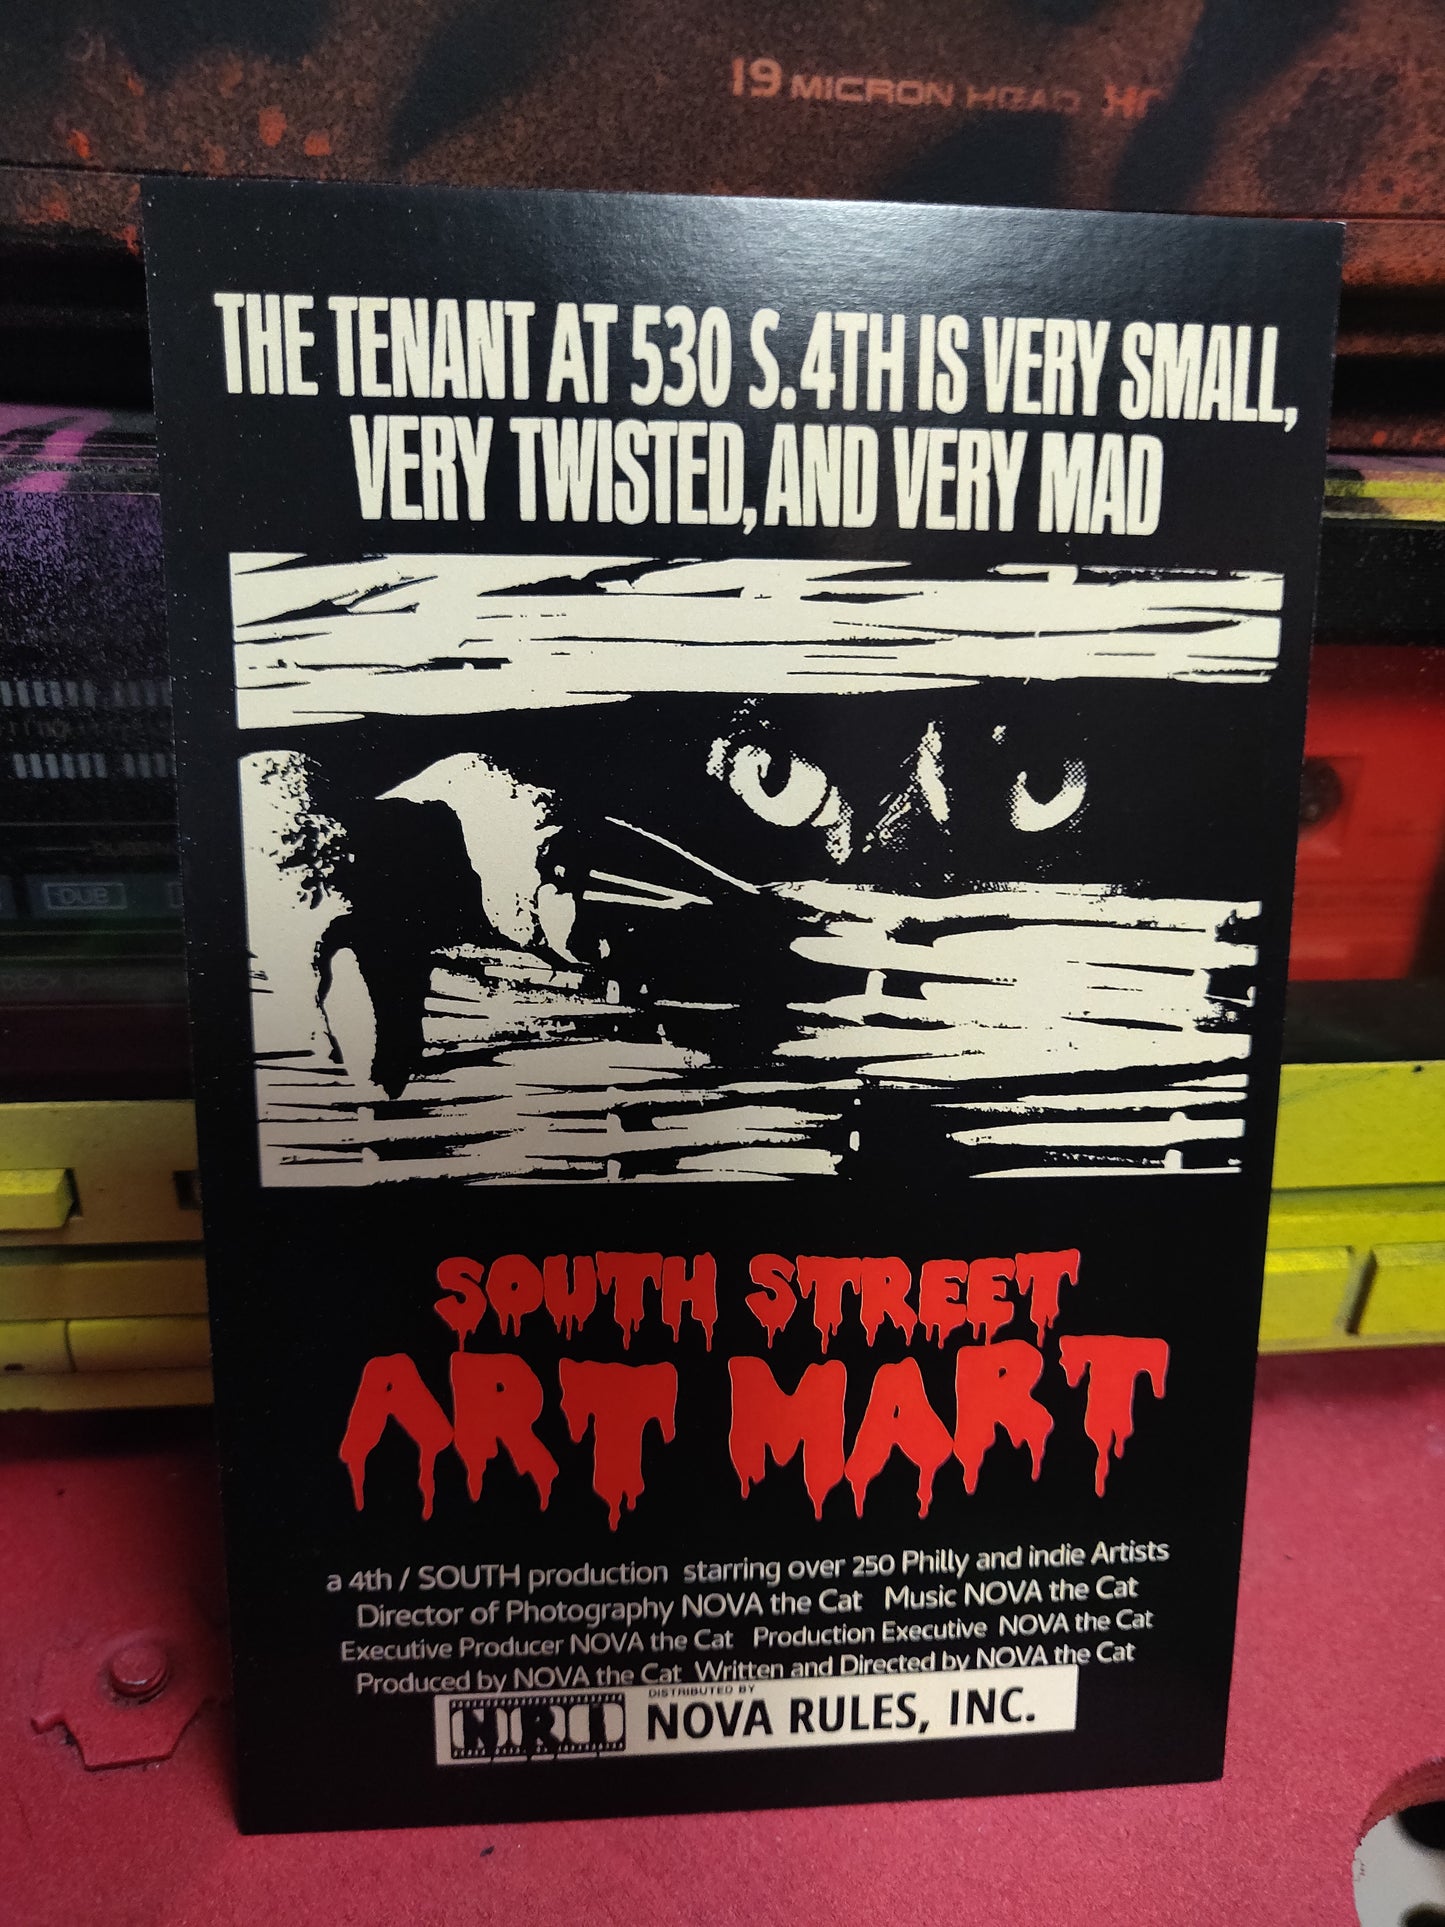 19 MICRON HEAD
THE TENANT AT 530 S.4TH IS VERY SMALL,
VERY TWISTED, AND VERY MAD
DUB
SOUTH STREET
ART MART
a 4th / SOUTH production starring over 250 Philly and indie Artists
Director of Photography NOVA the Cat Music NOVA the Cat
Executive Producer NOVA the Cat Production Executive NOVA the Cat
Produced by NOVA the Cat Written and Directed by NOVA the Cat
DISTRIBUTED BY
NRI NOVA RULES, INC.